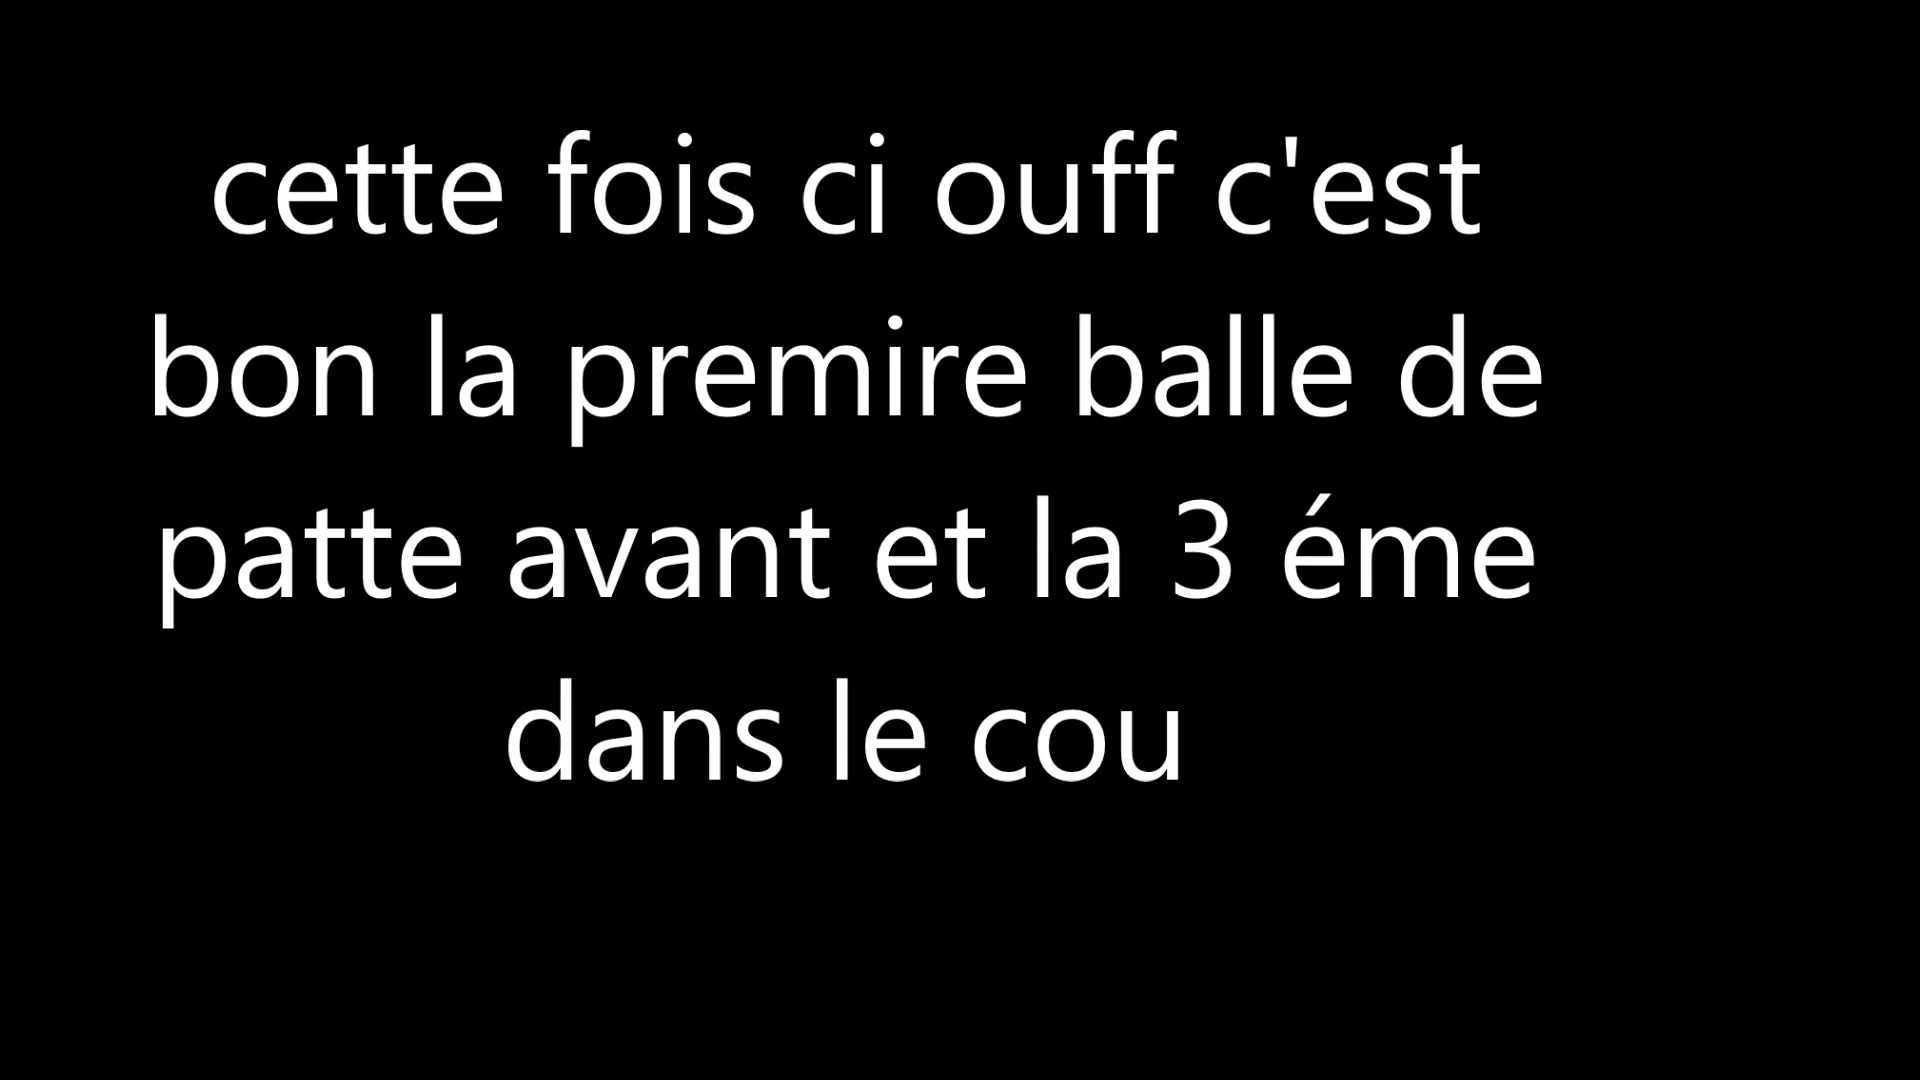 cette fois ci ouff c'est
bon la premire balle de
patte avant et la 3 éme
dans le cou